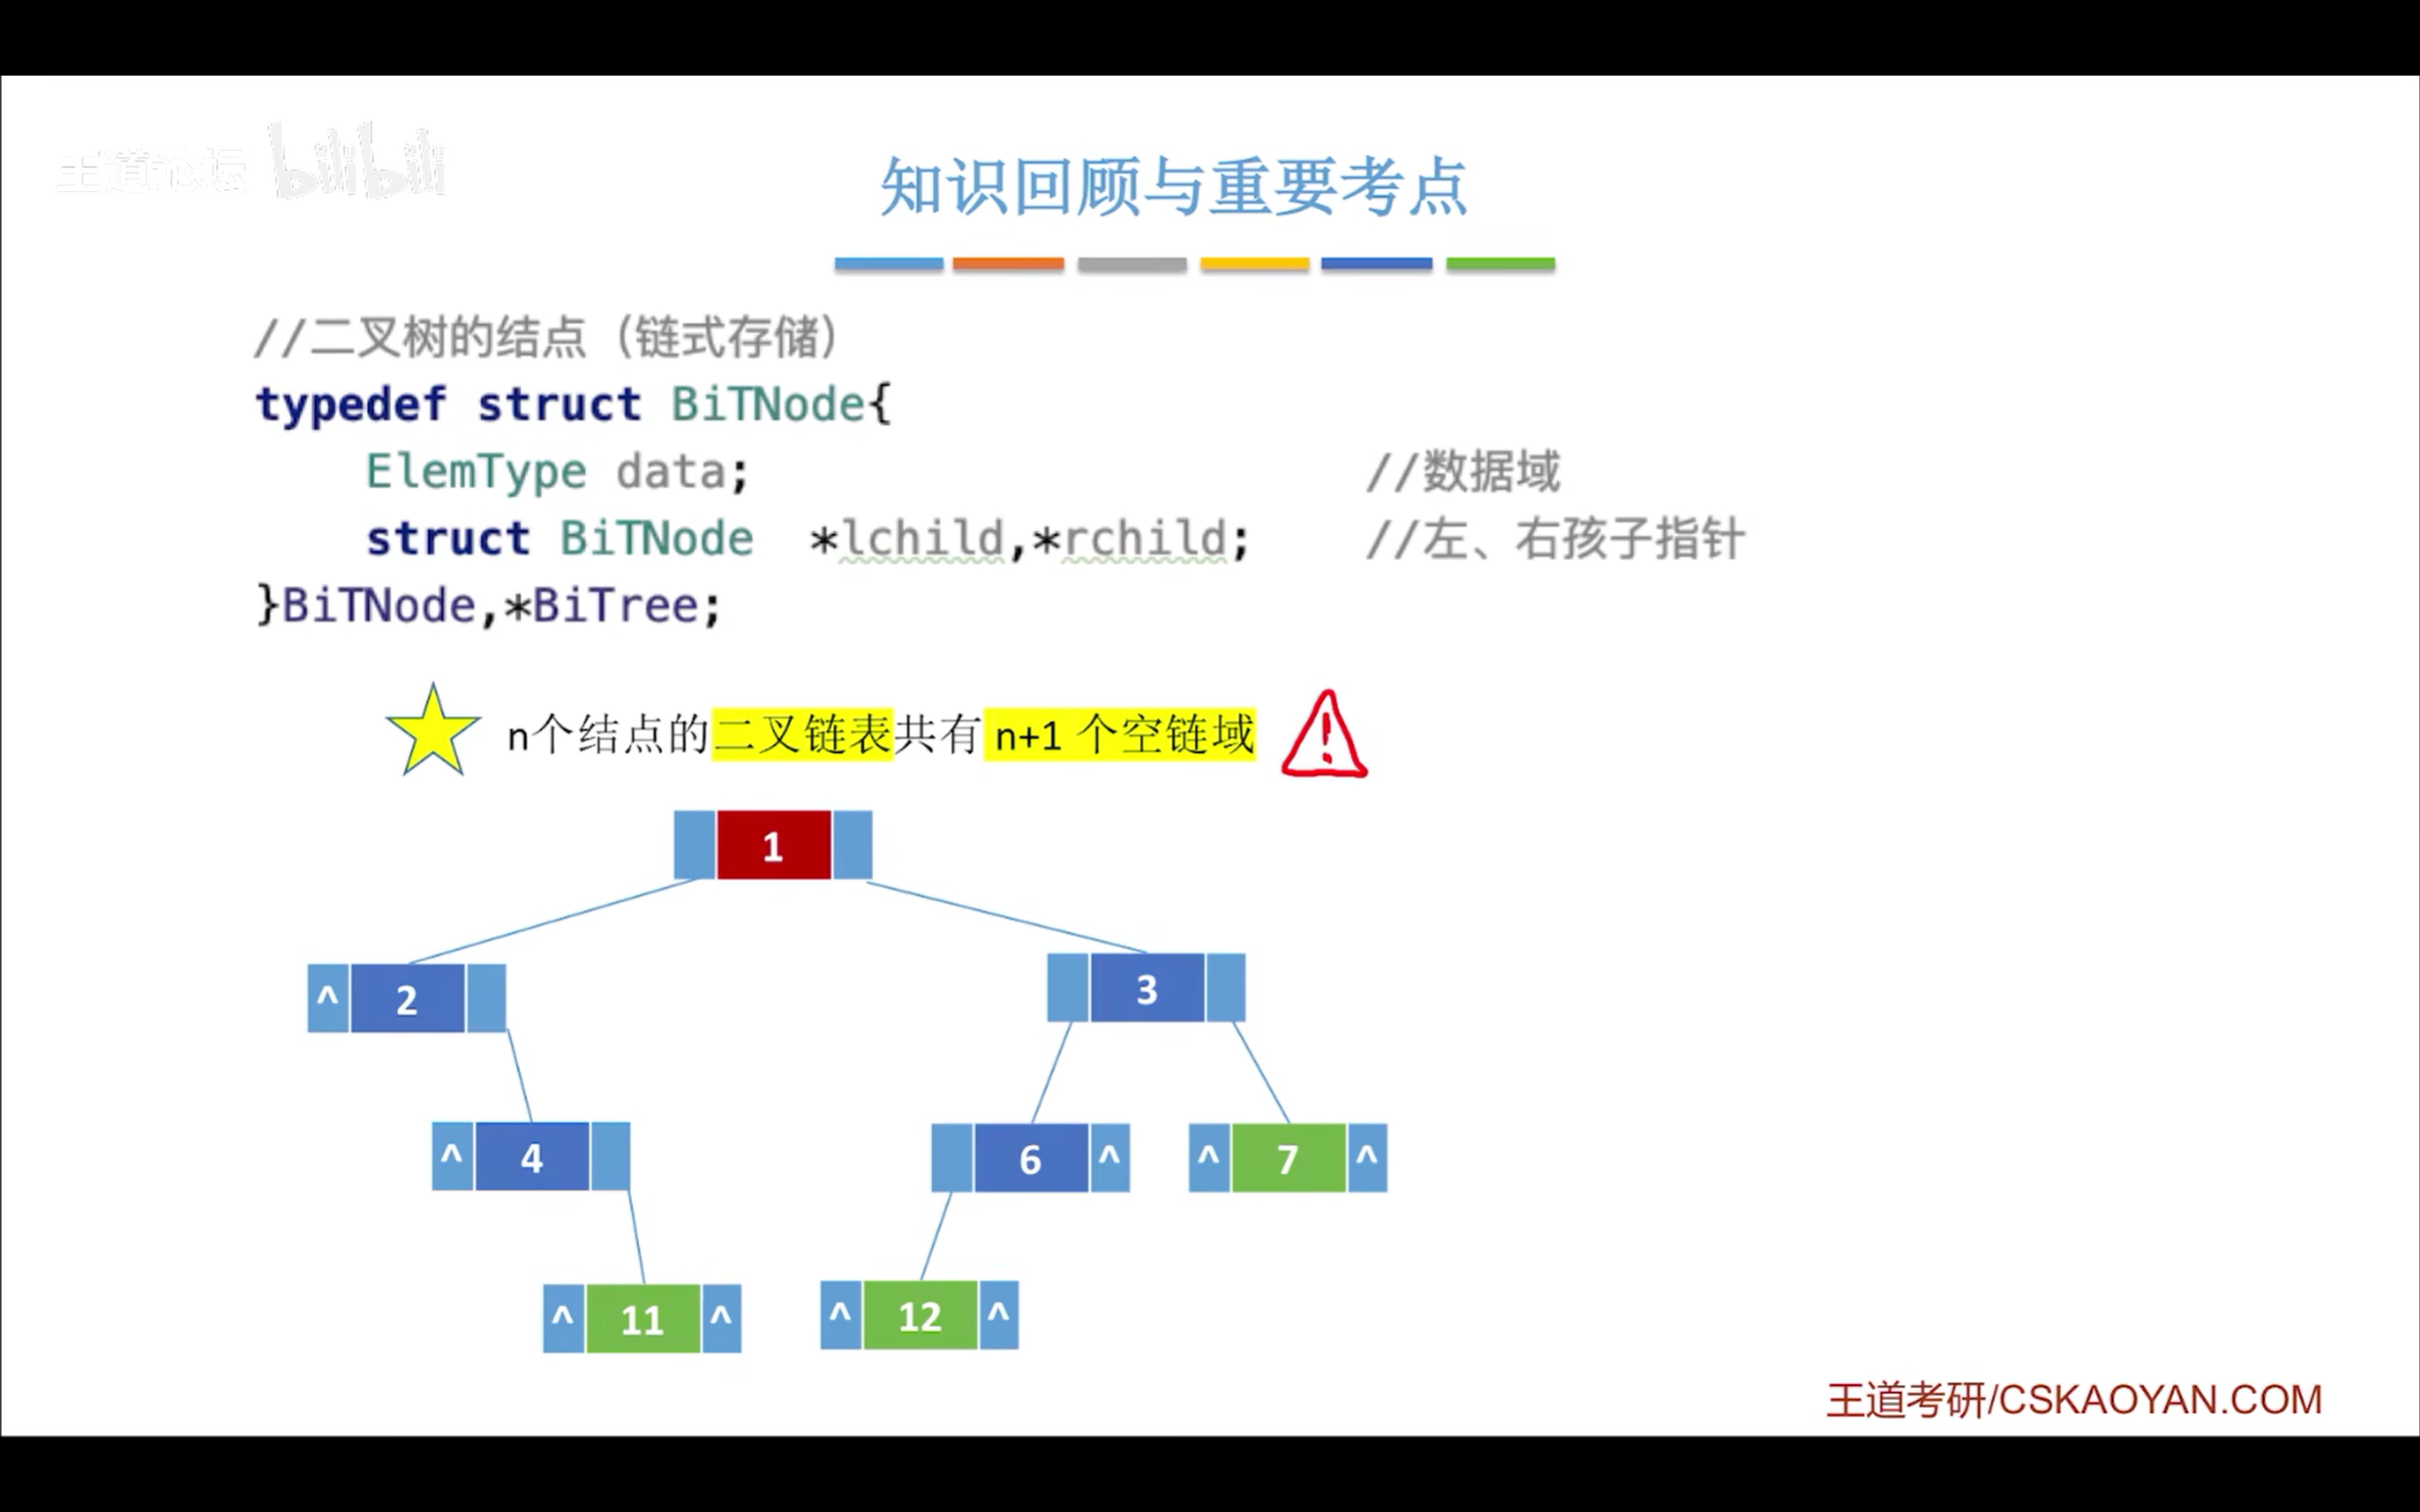 王道论坛 bilibili
知识回顾与重要考点
//二叉树的结点（链式存储）
typedef struct BiTNode{
ElemType data; //数据域
struct BiTNode *lchild,*rchild; //左、右孩子指针
}BiTNode,*BiTree;
n个结点的二叉链表共有 n+1 个空链域
1
^ 2
3
^ 4
6 ^
^ 7 ^
^ 11 ^
^ 12 ^
王道考研/CSKAOYAN.COM